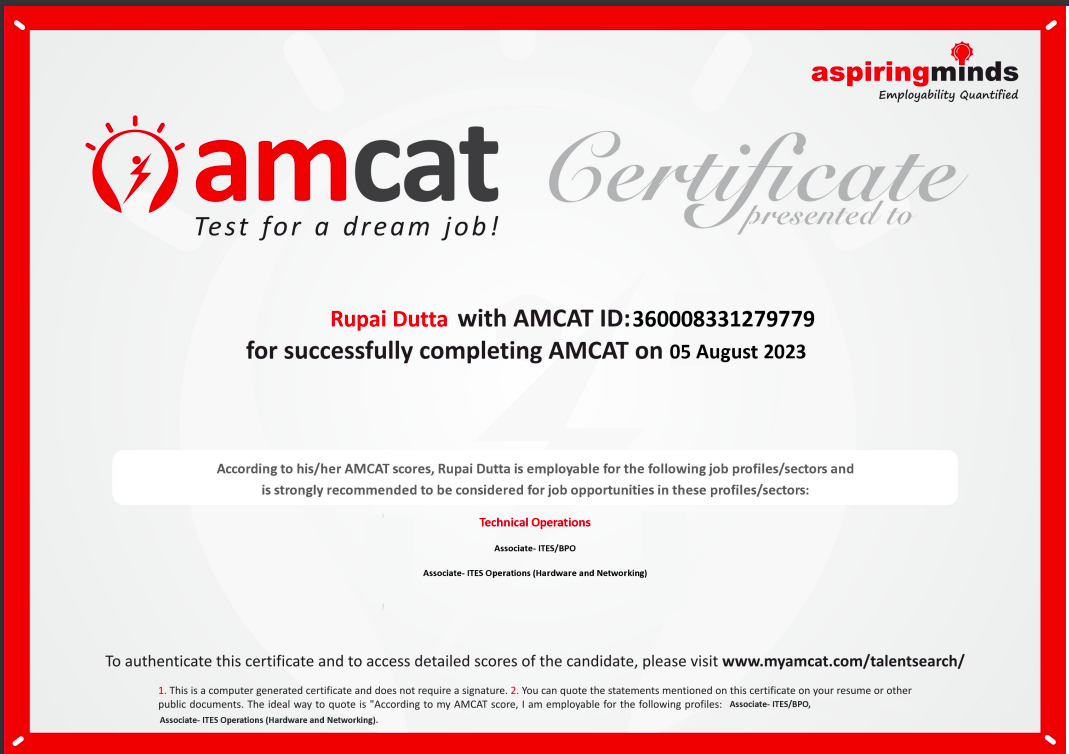 aspiringminds
Employability Quantified
amcat
Test for a dream job!
Certificate
presented to
Rupai Dutta with AMCAT ID:360008331279779
for successfully completing AMCAT on 05 August 2023
According to his/her AMCAT scores, Rupai Dutta is employable for the following job profiles/sectors and
is strongly recommended to be considered for job opportunities in these profiles/sectors:
Technical Operations
Associate- ITES/BPO
Associate- ITES Operations (Hardware and Networking)
To authenticate this certificate and to access detailed scores of the candidate, please visit www.myamcat.com/talentsearch/
1. This is a computer generated certificate and does not require a signature. 2. You can quote the statements mentioned on this certificate on your resume or other
public documents. The ideal way to quote is "According to my AMCAT score, I am employable for the following profiles: Associate- ITES/BPO,
Associate- ITES Operations (Hardware and Networking).